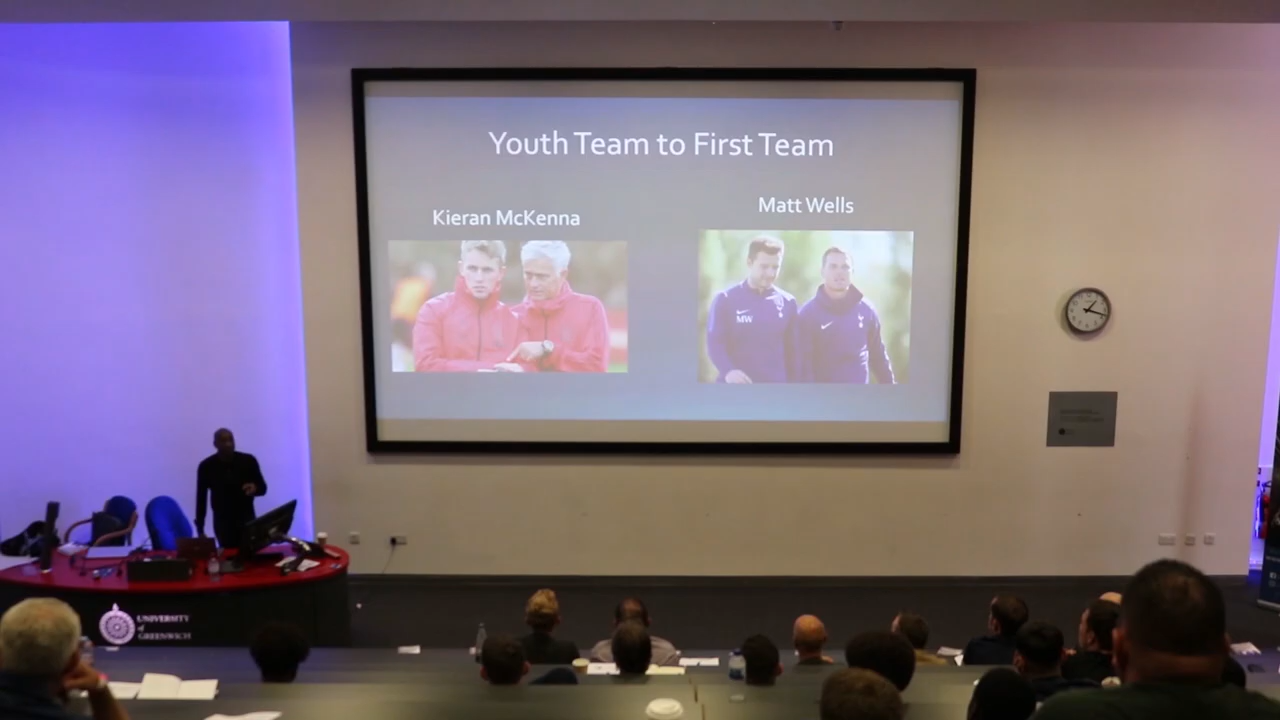 Youth Team to First Team
Matt Wells
Kieran McKenna
MW
UNIVERSITY
of
GREENWICH